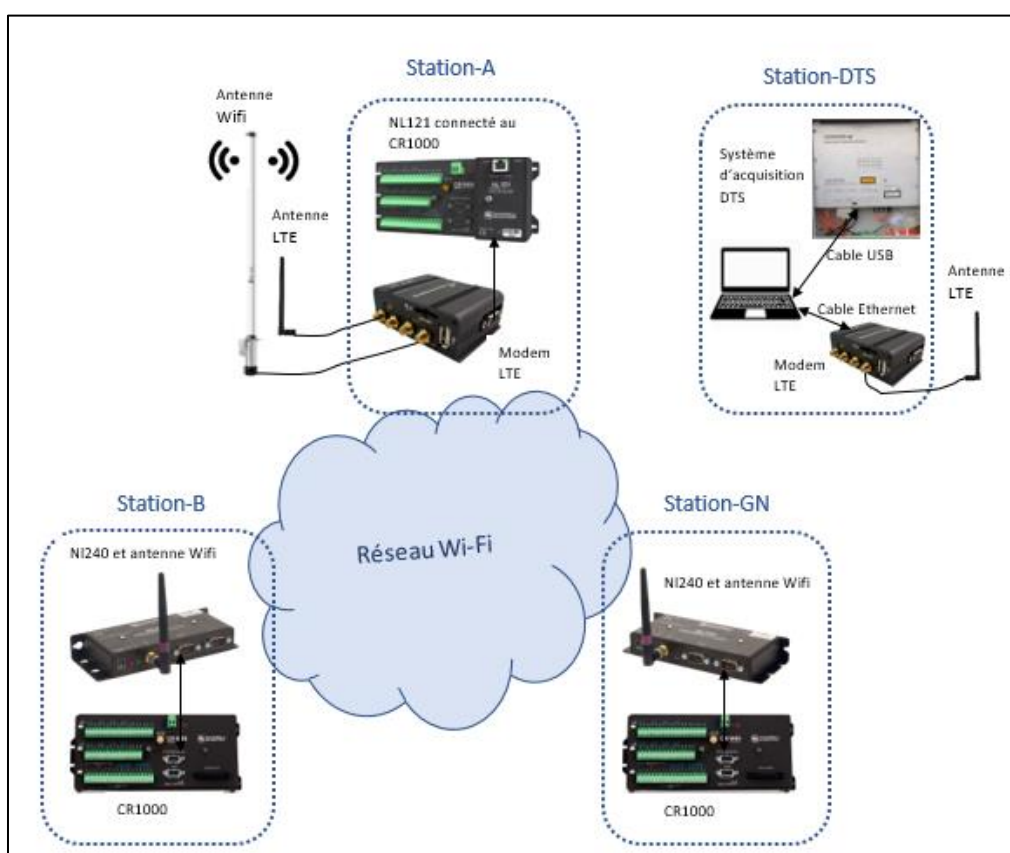 Station-A
Station-DTS
Antenne
Wifi
NL121 connecté au
CR1000
Antenne
LTE
Modem
LTE
Système
d'acquisition
DTS
Cable USB
Cable Ethernet
Antenne
LTE
Modem
LTE
Réseau Wi-Fi
Station-B
NI240 et antenne Wifi
CR1000
Station-GN
NI240 et antenne Wifi
CR1000